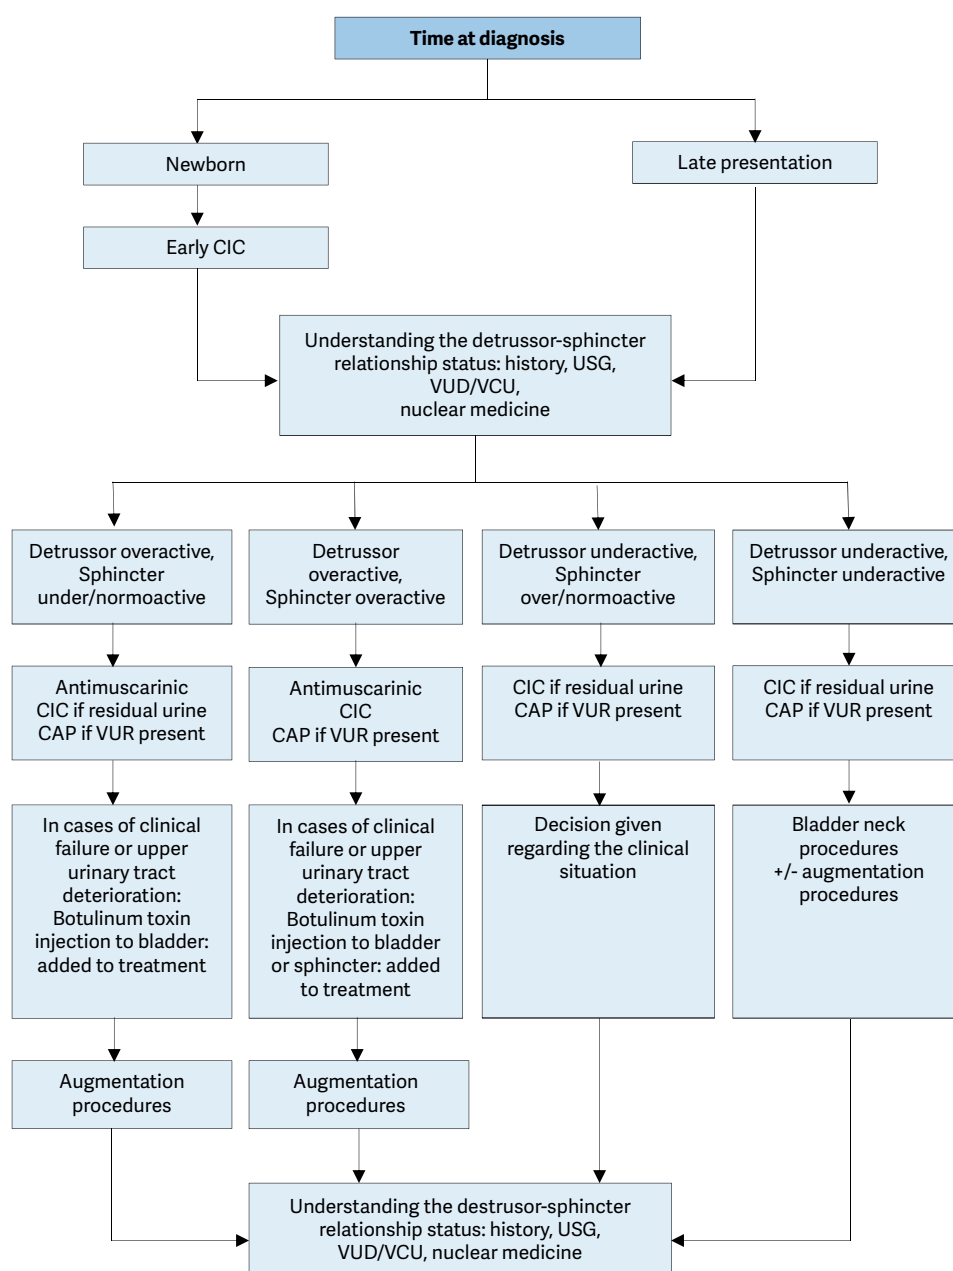 Time at diagnosis
Newborn
Late presentation
Early CIC
Understanding the detrussor-sphincter
relationship status: history, USG,
VUD/VCU,
nuclear medicine
Detrussor overactive,
Sphincter
under/normoactive
Detrussor
overactive,
Sphincter overactive
Detrussor underactive,
Sphincter
over/normoactive
Detrussor underactive,
Sphincter underactive
Antimuscarinic
CIC if residual urine
CAP if VUR present
Antimuscarinic
CIC
CAP if VUR present
CIC if residual urine
CAP if VUR present
CIC if residual urine
CAP if VUR present
In cases of clinical
failure or upper
urinary tract
deterioration:
Botulinum toxin
injection to bladder:
added to treatment
In cases of clinical
failure or upper
urinary tract
deterioration:
Botulinum toxin
injection to bladder
or sphincter: added
to treatment
Decision given
regarding the clinical
situation
Bladder neck
procedures
+/- augmentation
procedures
Augmentation
procedures
Augmentation
procedures
Understanding the destrusor-sphincter
relationship status: history, USG,
VUD/VCU, nuclear medicine